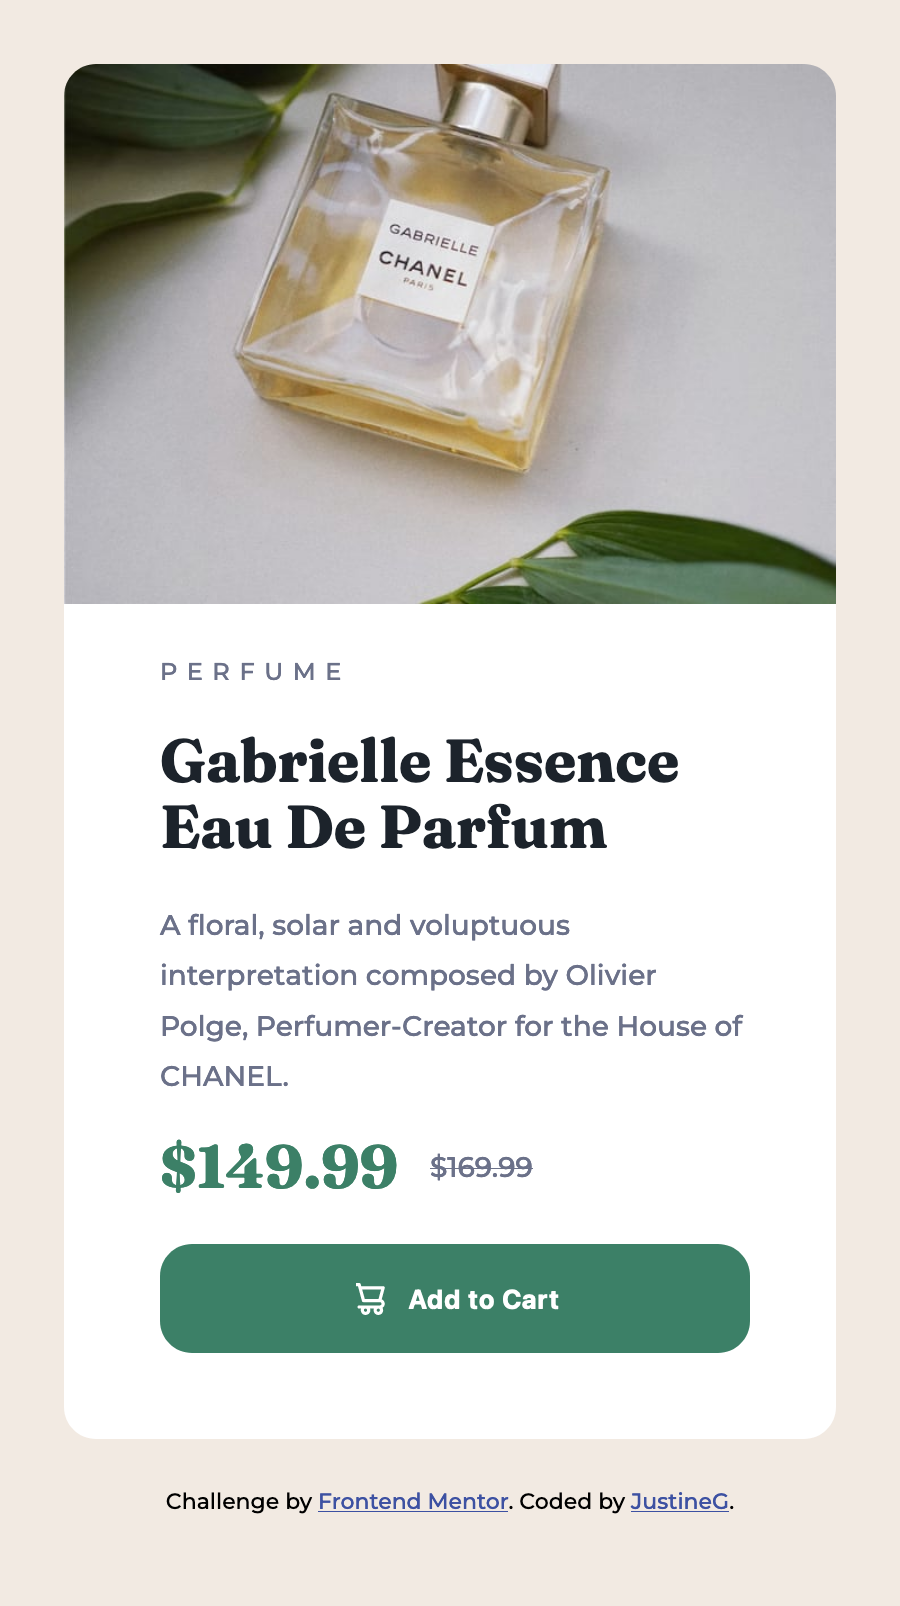 GABRIELLE
CHANEL
PARIS
PERFUME
Gabrielle Essence
Eau De Parfum
A floral, solar and voluptuous
interpretation composed by Olivier
Polge, Perfumer-Creator for the House of
CHANEL.
$149.99 $169.99
Add to Cart
Challenge by Frontend Mentor. Coded by JustineG.